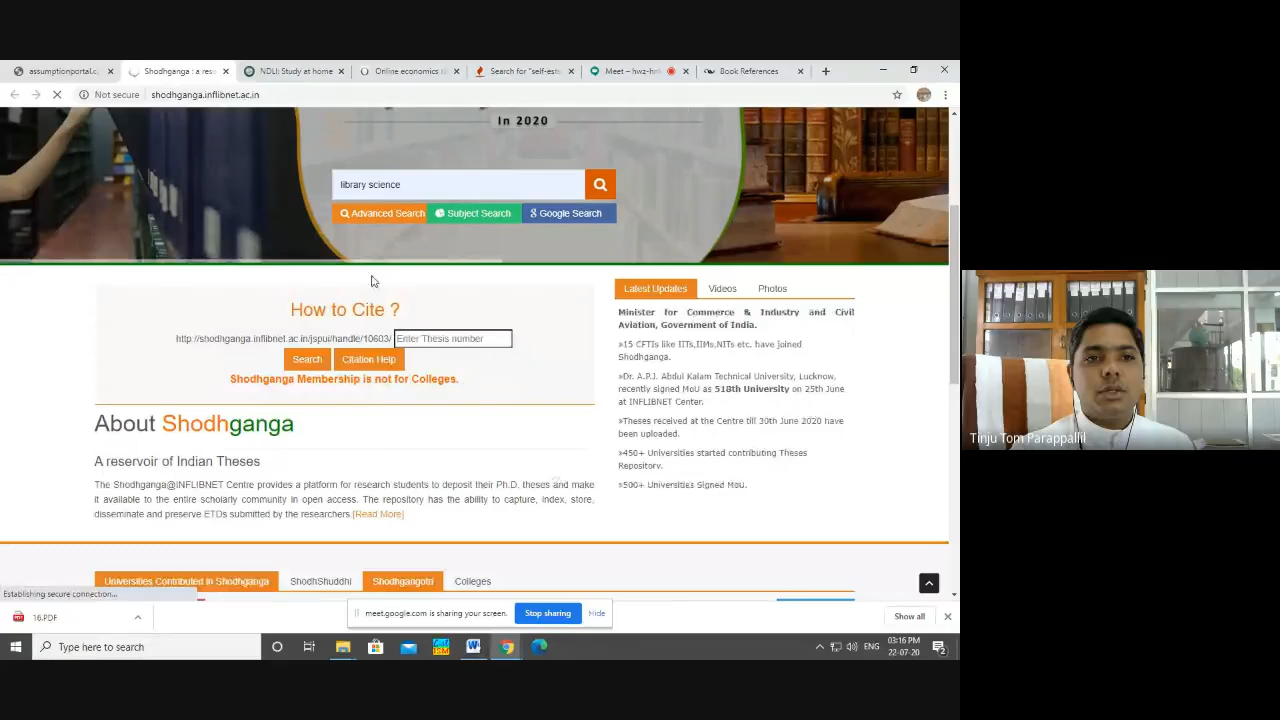 assumptionportal.c
Shodhganga : a res
NDLI: Study at home
Online economics
Search for "self-est
Meet – hwz-hn
Book References
Not secure
shodhganga.inflibnet.ac.in
In 2020
library science
Advanced Search
Subject Search
Google Search
How to Cite ?
http://shodhganga.inflibnet.ac.in/jspui/handle/10603/
Enter Thesis number
Search
Citation Help
Shodhganga Membership is not for Colleges.
About Shodhganga
A reservoir of Indian Theses
The Shodhganga@INFLIBNET Centre provides a platform for research students to deposit their Ph.D. theses and make
it available to the entire scholarly community in open access. The repository has the ability to capture, index, store,
disseminate and preserve ETDs submitted by the researchers.[Read More]
Latest Updates
Videos
Photos
Minister for Commerce & Industry and Civil
Aviation, Government of India.
»15 CFTIs like IITs,IIMs,NITs etc. have joined
Shodhganga.
»Dr. A.P.J. Abdul Kalam Technical University, Lucknow,
recently signed MoU as 518th University on 25th June
at INFLIBNET Center.
»Theses received at the Centre till 30th June 2020 have
been uploaded.
»450+ Universities started contributing Theses
Repository.
»500+ Universities Signed MoU.
Universities Contributed in Shodhganga
ShodhShuddhi
Shodhgangotri
Colleges
Establishing secure connection...
16.PDF
meet.google.com is sharing your screen.
Stop sharing
Hide
Show all
Type here to search
ENG
03:16 PM
22-07-20
2
Tinju Tom Parappallil